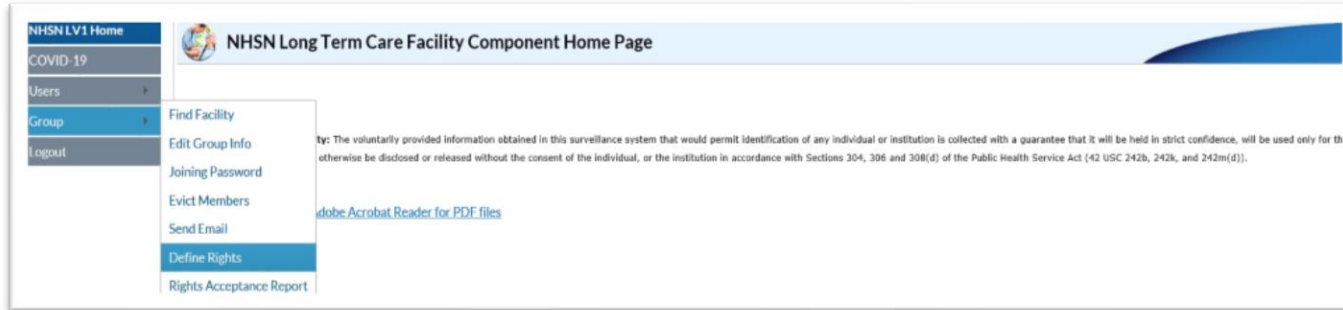 NHSN LV1 Home
COVID-19
Users
Group
Logout
NHSN Long Term Care Facility Component Home Page
Find Facility
Edit Group Info
Joining Password
Evict Members
Send Email
Define Rights
Rights Acceptance Report
ty: The voluntarily provided information obtained in this surveillance system that would permit identification of any individual or institution is collected with a guarantee that it will be held in strict confidence, will be used only for th
otherwise be disclosed or released without the consent of the individual, or the institution in accordance with Sections 304, 306 and 308(d) of the Public Health Service Act (42 USC 242b, 242k, and 242m(d)).
Adobe Acrobat Reader for PDF files